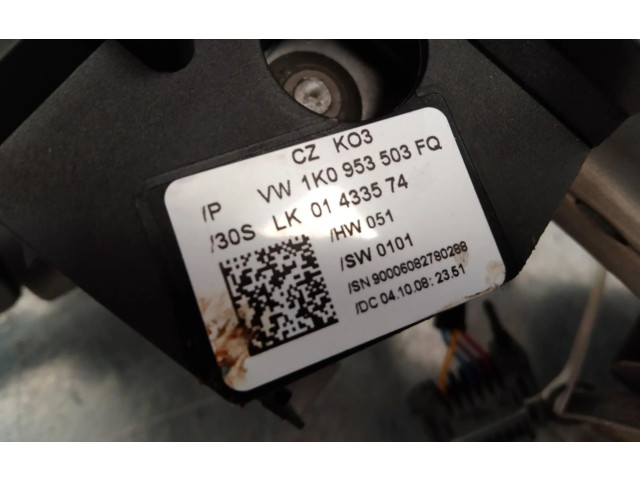 CZ KO3
/P VW 1K0 953 503 FQ
/30S LK 01 4335 74
/HW 051
/SW 0101
/SN 90006082780288
/DC 04.10.08; 23.51